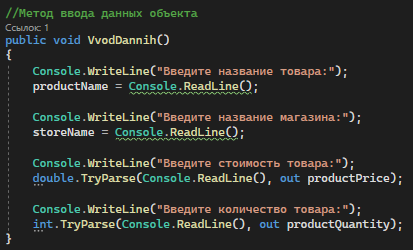 //Метод ввода данных объекта
Ссылок: 1
public void VvodDannih()
{
Console.WriteLine("Введите название товара:");
productName = Console.ReadLine();
Console.WriteLine("Введите название магазина:");
storeName = Console.ReadLine();
Console.WriteLine("Введите стоимость товара:");
double.TryParse(Console.ReadLine(), out productPrice);
Console.WriteLine("Введите количество товара:");
int.TryParse(Console.ReadLine(), out productQuantity);
}